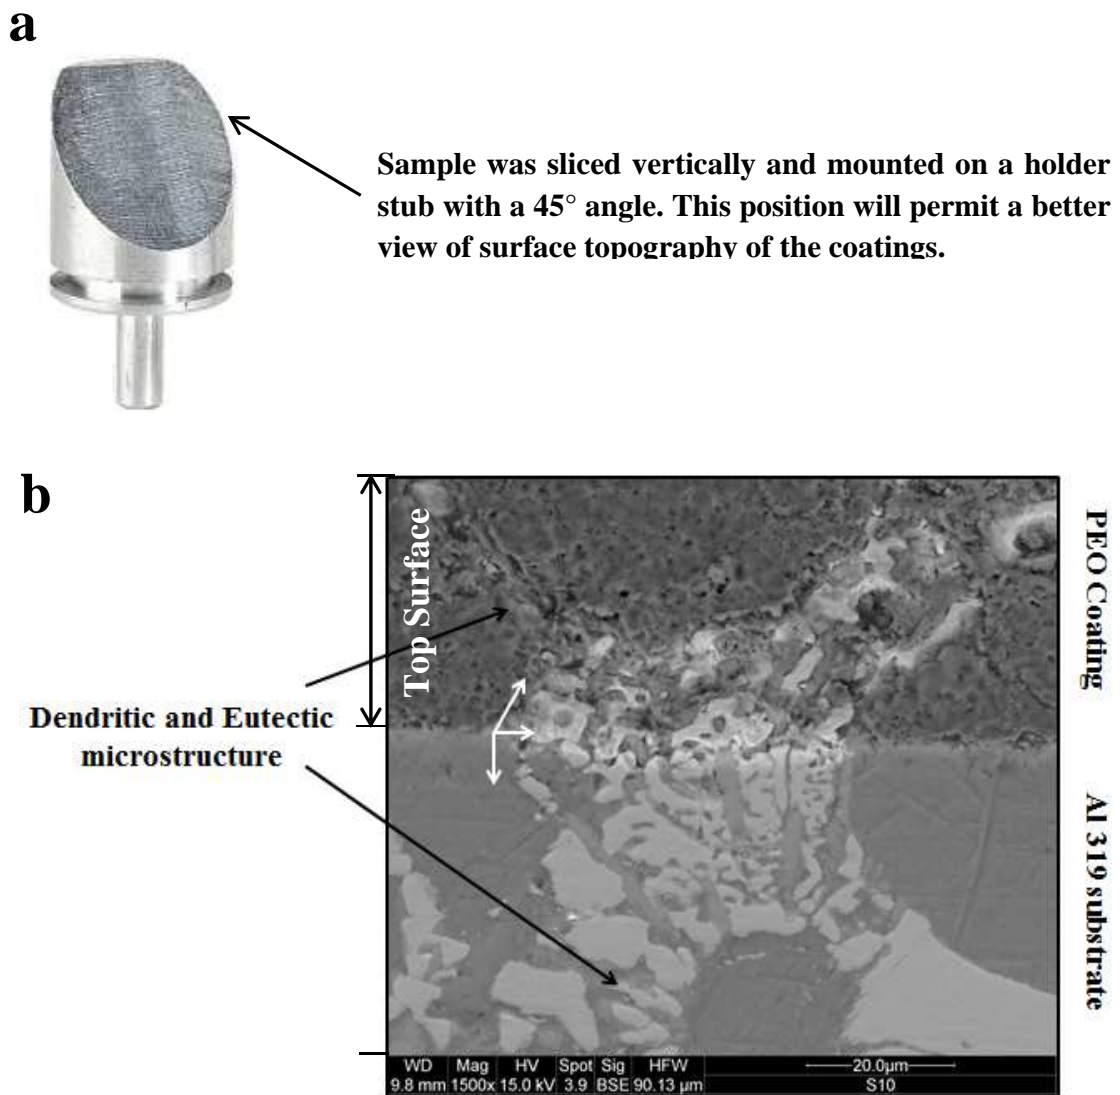 a
Sample was sliced vertically and mounted on a holder
stub with a 45° angle. This position will permit a better
view of surface topography of the coatings.
b
Top Surface
PEO Coating
Dendritic and Eutectic
microstructure
Al 319 substrate
WD Mag HV Spot Sig HFW 20.0µm
9.8 mm 1500x 15.0 kV 3.9 BSE 90.13 µm S10